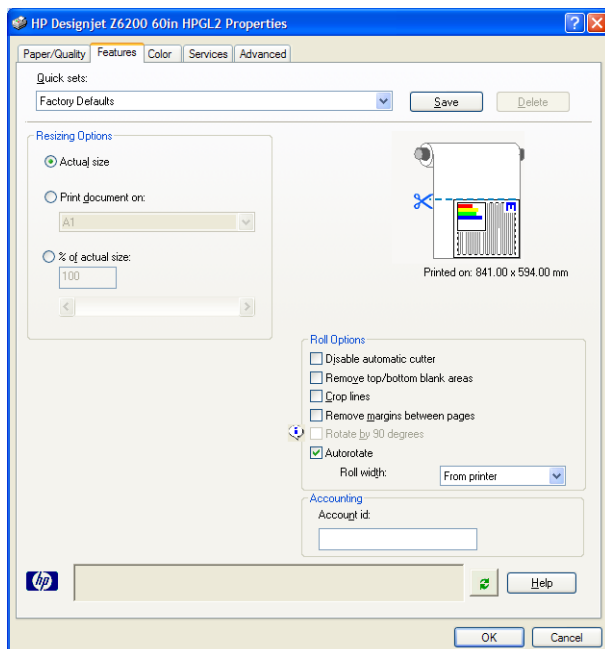 HP Designjet Z6200 60in HPGL2 Properties
Paper/Quality Features Color Services Advanced
Quick sets:
Factory Defaults
Save
Delete
Resizing Options
Actual size
Print document on:
A1
% of actual size:
100
Printed on: 841.00 x 594.00 mm
Roll Options
Disable automatic cutter
Remove top/bottom blank areas
Crop lines
Remove margins between pages
Rotate by 90 degrees
Autorotate
Roll width: From printer
Accounting
Account id:
hp
Help
OK Cancel